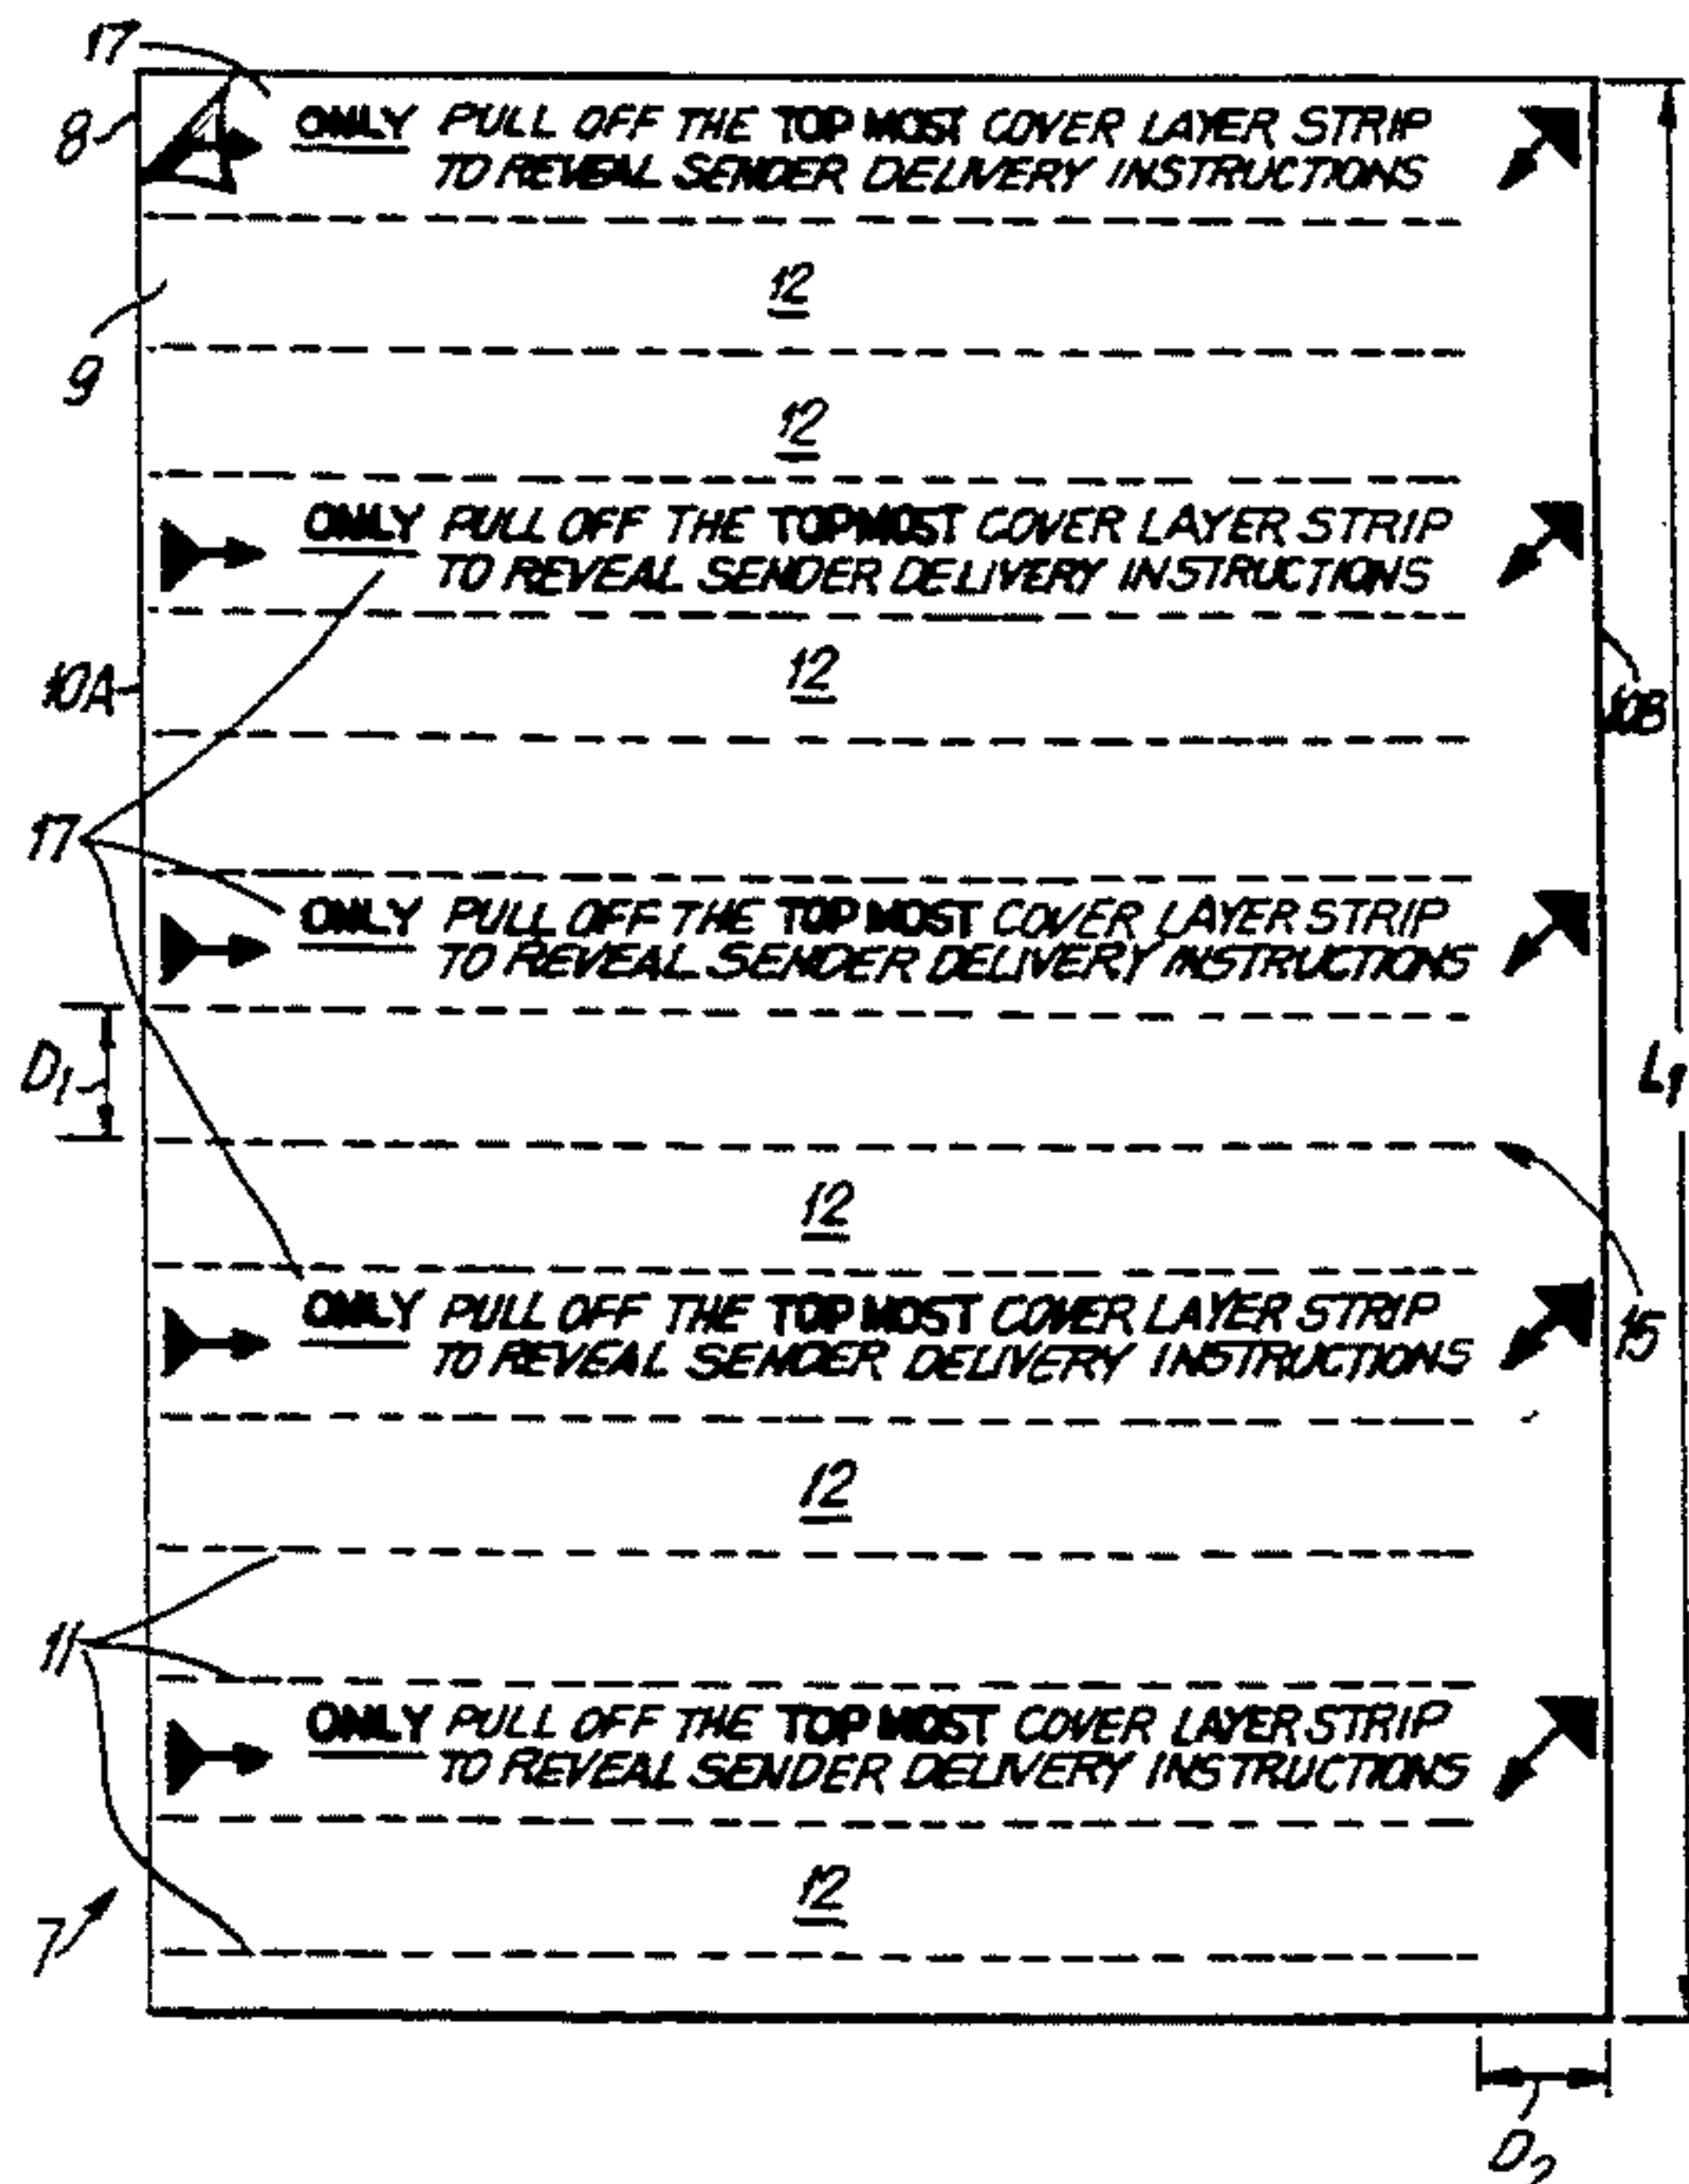 17
8
ONLY PULL OFF THE TOP MOST COVER LAYER STRIP
TO REVEAL SENDER DELIVERY INSTRUCTIONS
12
9
12
ONLY PULL OFF THE TOPMOST COVER LAYER STRIP
TO REVEAL SENDER DELIVERY INSTRUCTIONS
12
10A
10B
17
ONLY PULL OFF THE TOP MOST COVER LAYER STRIP
TO REVEAL SENDER DELIVERY INSTRUCTIONS
D1
L1
12
ONLY PULL OFF THE TOP MOST COVER LAYER STRIP
TO REVEAL SENDER DELIVERY INSTRUCTIONS
15
12
11
ONLY PULL OFF THE TOP MOST COVER LAYER STRIP
TO REVEAL SENDER DELIVERY INSTRUCTIONS
12
7
D2